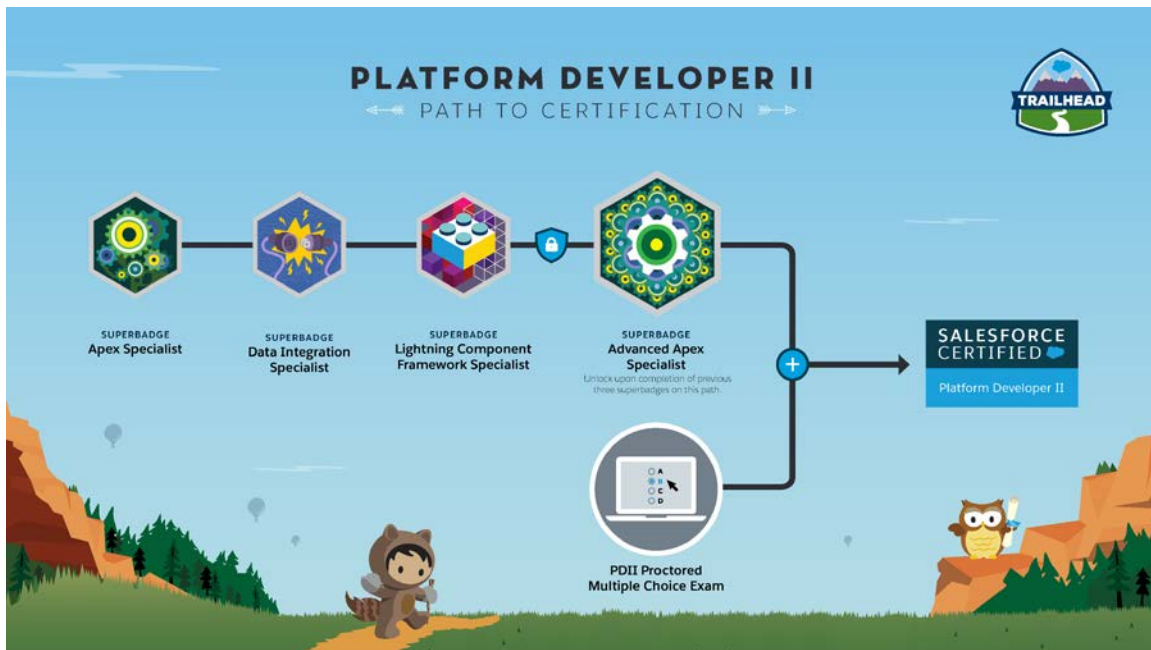 PLATFORM DEVELOPER II
PATH TO CERTIFICATION
TRAILHEAD
SUPERBADGE
Apex Specialist
SUPERBADGE
Data Integration
Specialist
SUPERBADGE
Lightning Component
Framework Specialist
SUPERBADGE
Advanced Apex
Specialist
Unlock upon completion of previous
three superbadges on this path.
SALESFORCE
CERTIFIED
Platform Developer II
A
B
C
D
PDII Proctored
Multiple Choice Exam